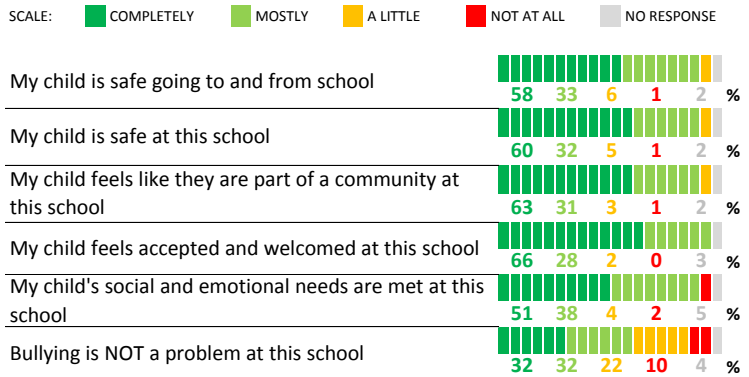 SCALE: COMPLETELY MOSTLY A LITTLE NOT AT ALL NO RESPONSE
My child is safe going to and from school
58 33 6 1 2 %
My child is safe at this school
60 32 5 1 2 %
My child feels like they are part of a community at
this school
63 31 3 1 2 %
My child feels accepted and welcomed at this school
66 28 2 0 3 %
My child's social and emotional needs are met at this
school
51 38 4 2 5 %
Bullying is NOT a problem at this school
32 32 22 10 4 %